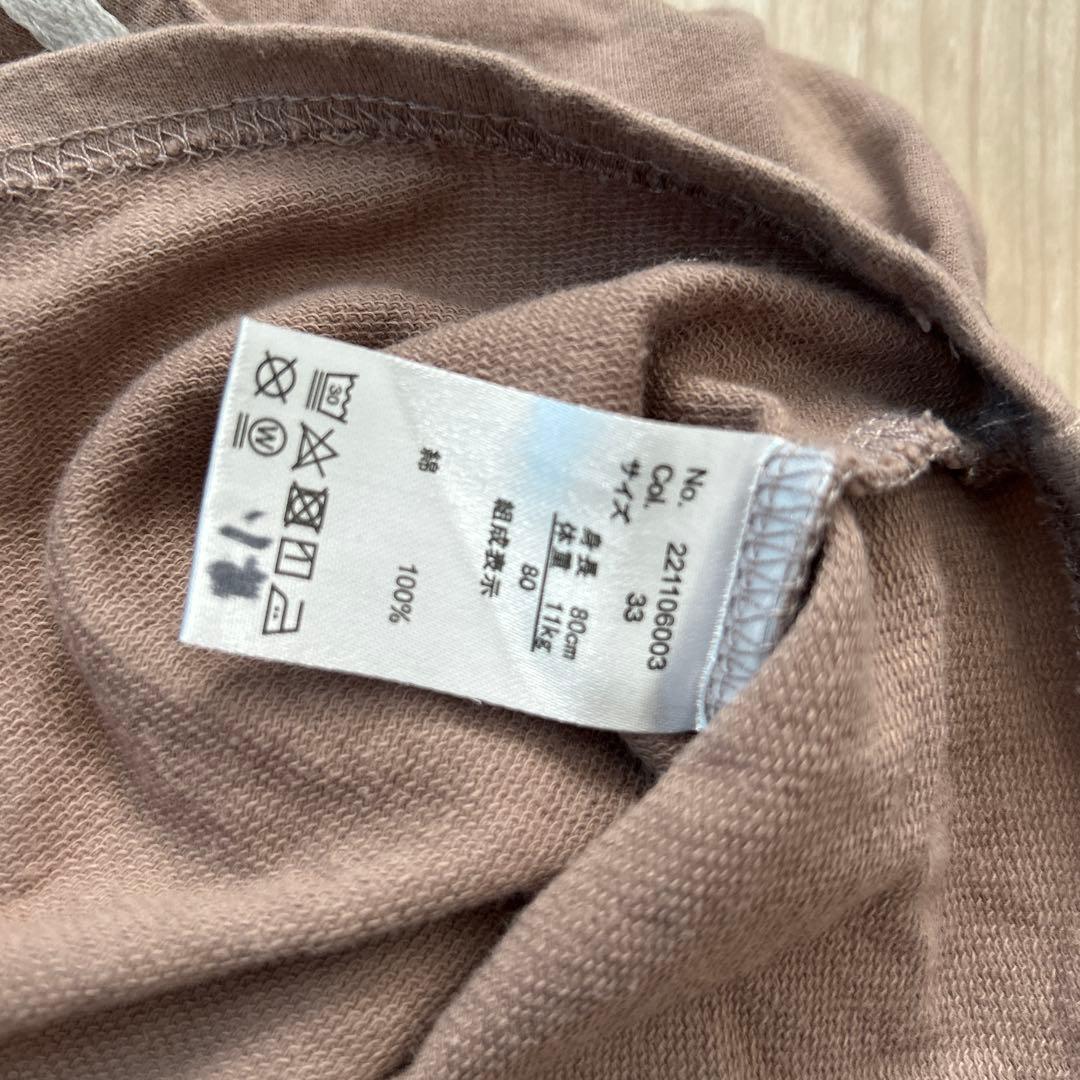 No. 22106003
Col. 33
サイズ
身長 80cm
体重 11kg
80
組成表示
綿 100%
30
W